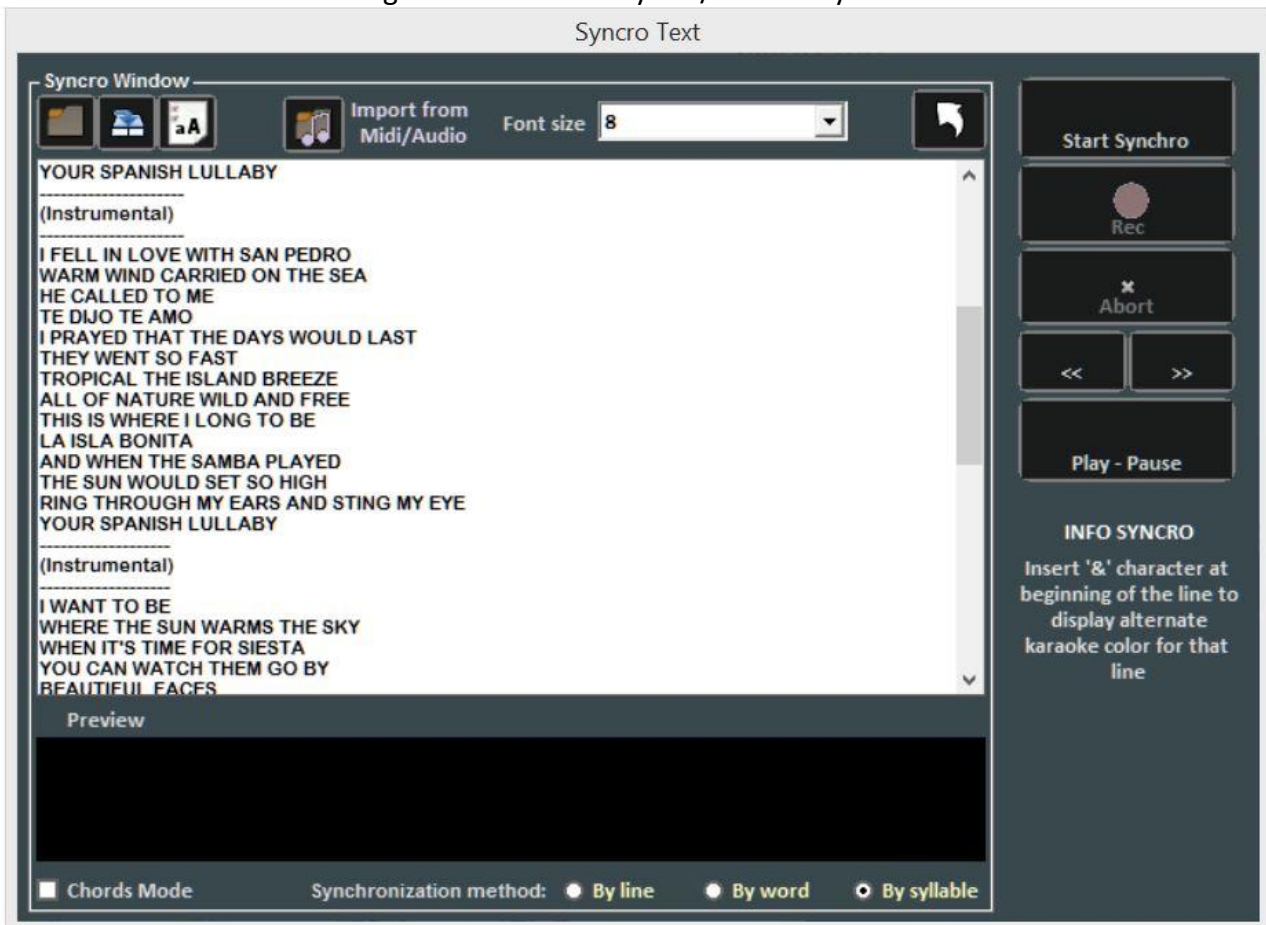 Syncro Text
Syncro Window
Import from
Midi/Audio
Font size 8
aA
YOUR SPANISH LULLABY
--------------------
(Instrumental)
--------------------
I FELL IN LOVE WITH SAN PEDRO
WARM WIND CARRIED ON THE SEA
HE CALLED TO ME
TE DIJO TE AMO
I PRAYED THAT THE DAYS WOULD LAST
THEY WENT SO FAST
TROPICAL THE ISLAND BREEZE
ALL OF NATURE WILD AND FREE
THIS IS WHERE I LONG TO BE
LA ISLA BONITA
AND WHEN THE SAMBA PLAYED
THE SUN WOULD SET SO HIGH
RING THROUGH MY EARS AND STING MY EYE
YOUR SPANISH LULLABY
------------------
(Instrumental)
------------------
I WANT TO BE
WHERE THE SUN WARMS THE SKY
WHEN IT'S TIME FOR SIESTA
YOU CAN WATCH THEM GO BY
BEAUTIFUL FACES
Preview
Chords Mode
Synchronization method: By line By word By syllable
Start Synchro
Rec
Abort
<< >>
Play - Pause
INFO SYNCRO
Insert '&' character at
beginning of the line to
display alternate
karaoke color for that
line